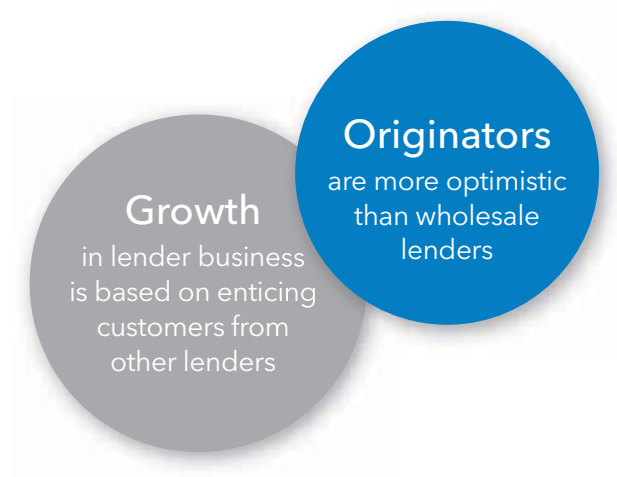 Originators
are more optimistic
than wholesale
lenders
Growth
in lender business
is based on enticing
customers from
other lenders